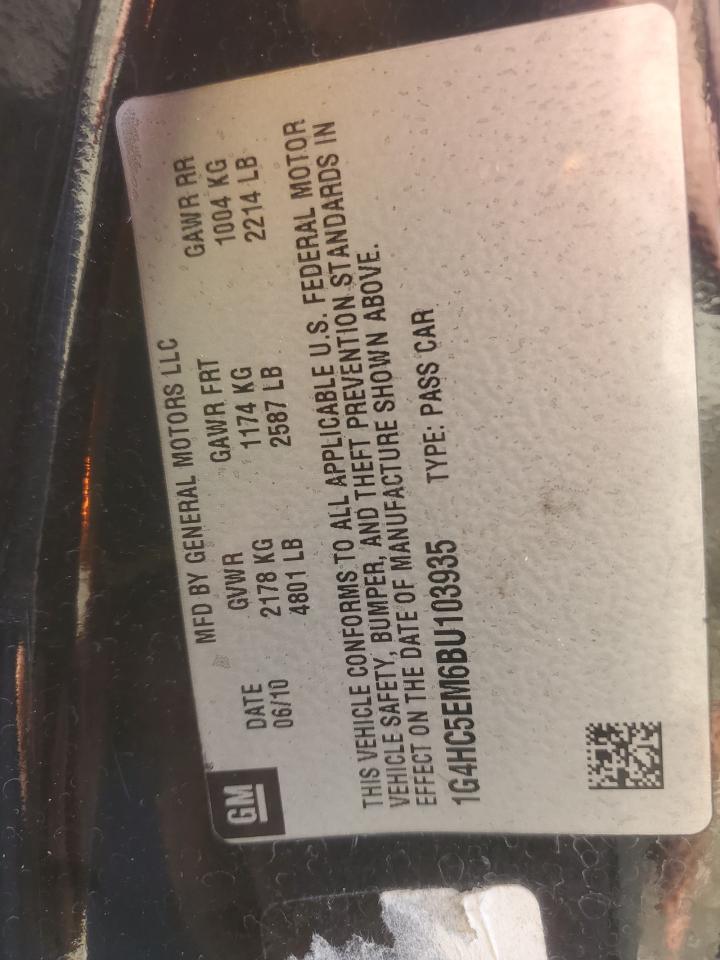 GM
MFD BY GENERAL MOTORS LLC
DATE GVWR GAWR FRT GAWR RR
06/10 2178 KG 1174 KG 1004 KG
4801 LB 2587 LB 2214 LB
THIS VEHICLE CONFORMS TO ALL APPLICABLE U.S. FEDERAL MOTOR
VEHICLE SAFETY, BUMPER, AND THEFT PREVENTION STANDARDS IN
EFFECT ON THE DATE OF MANUFACTURE SHOWN ABOVE.
1G4HC5EM6BU103935 TYPE: PASS CAR